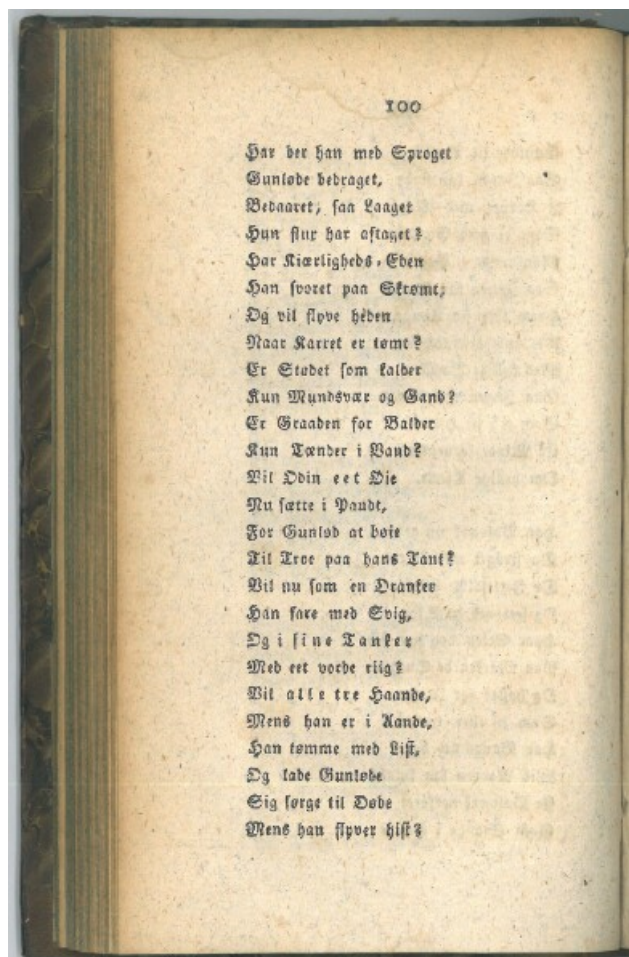 100
Har her han med Sproget
Gunløde bedraget,
Bedaaret, saa Laaget
Hun flux har aftaget?
Har Kiærligheds-Eden
Han svoret paa Skrømt,
Og vil flyve heden
Naar Karret er tømt?
Er Stødet som kalder
Kun Mundsvær og Gand?
Er Graaden for Balder
Kun Tænder i Vand?
Vil Odin eet Øie
Nu sætte i Pandt,
For Gunlød at bøie
Til Troe paa hans Tant?
Vil nu som en Dranker
Han fare med Svig,
Og i sine Tanker
Med eet vorde riig?
Vil alle tre Haande,
Mens han er i Aande,
Han tømme med List,
Og lade Gunløde
Sig sørge til Døde
Mens han flyver hist?